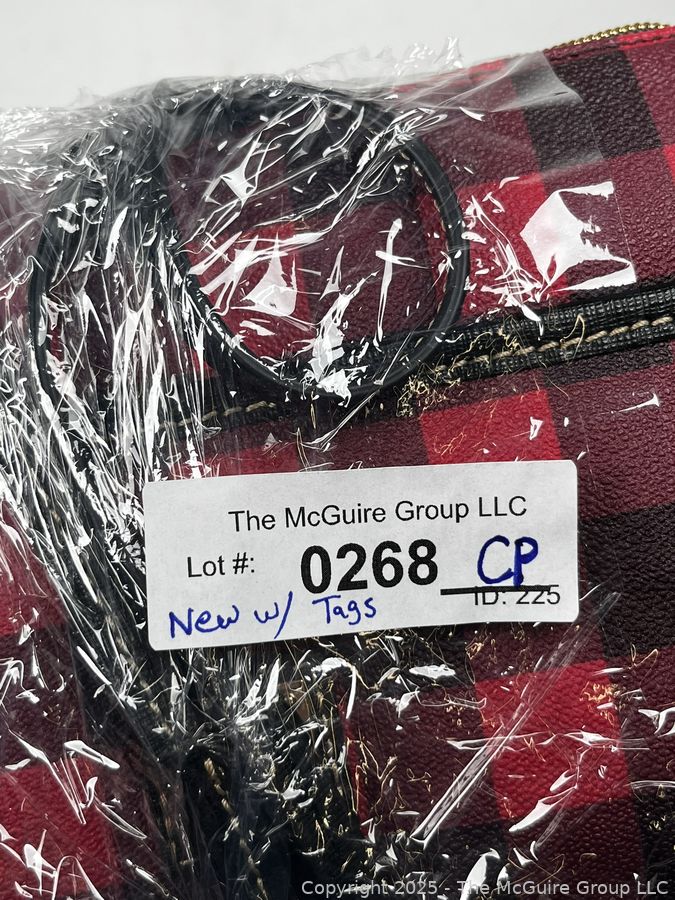 The McGuire Group LLC
Lot #: 0268 CP
ID: 225
New w/ Tags
Copyright 2025 - The McGuire Group LLC